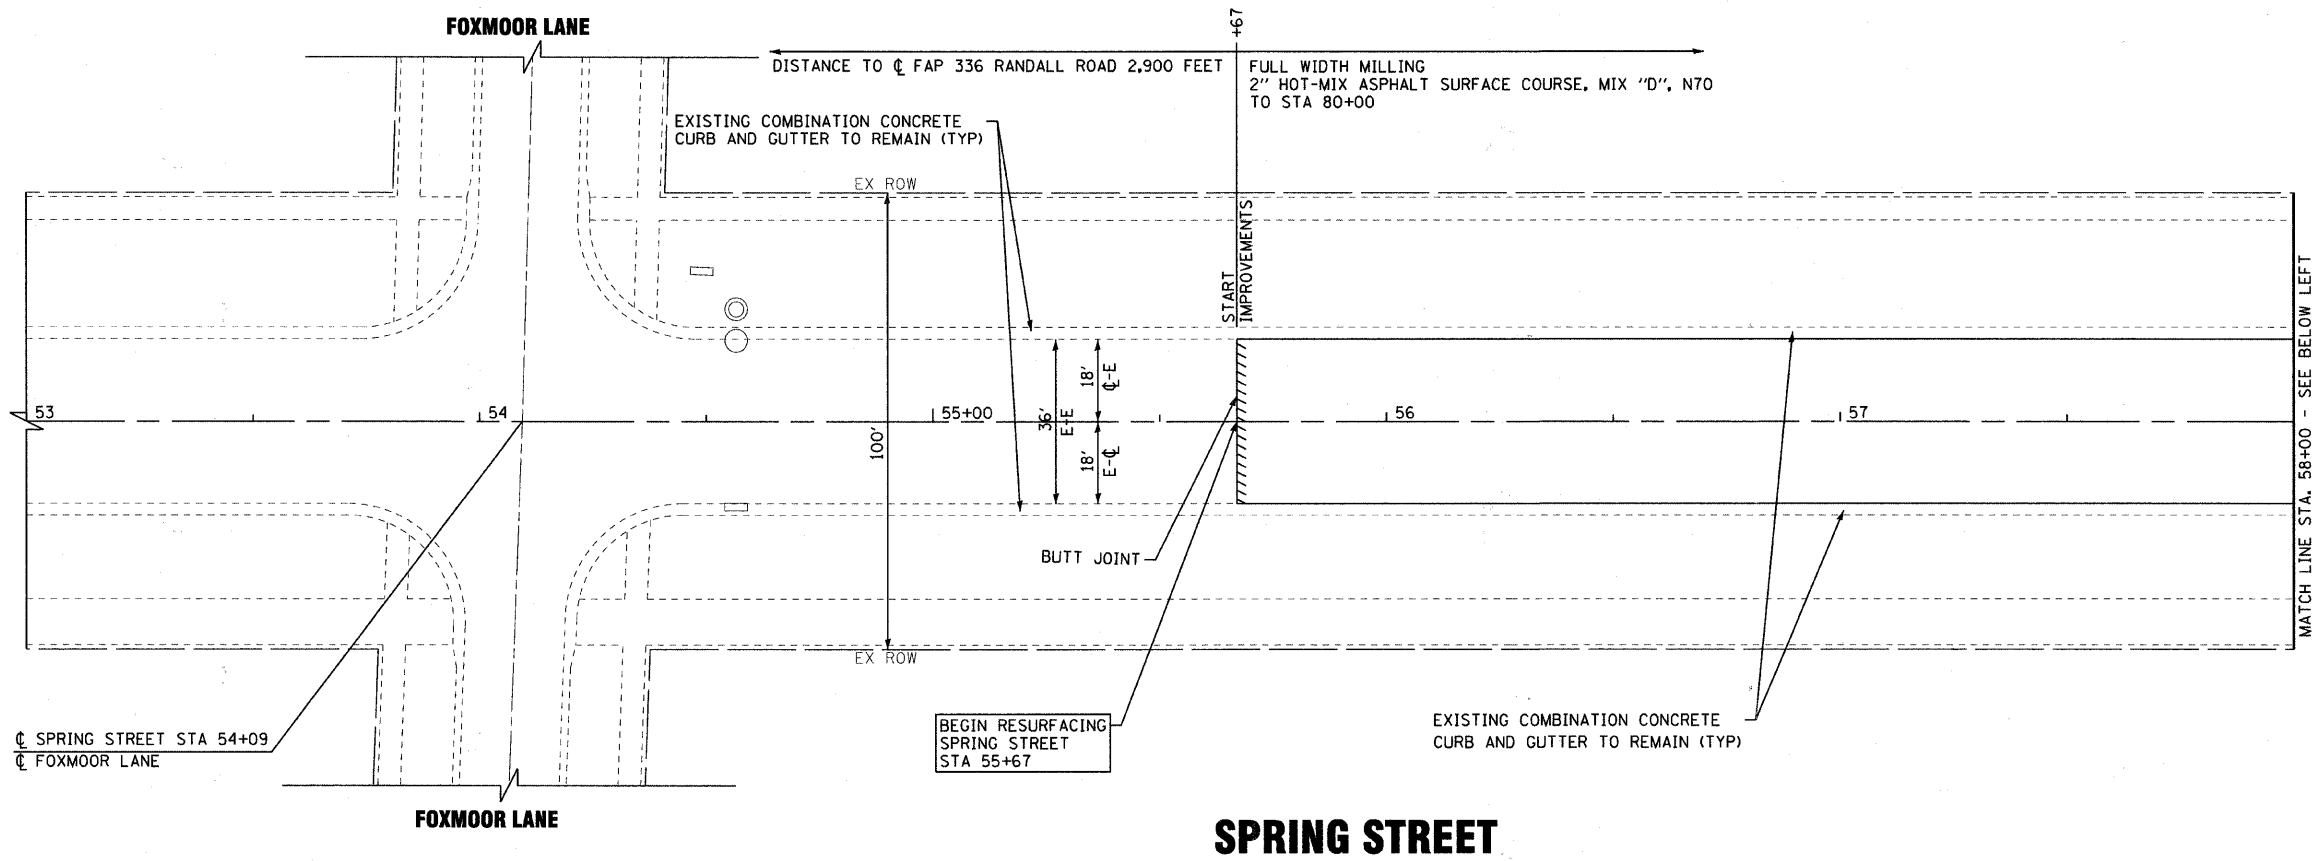 FOXMOOR LANE
+67
DISTANCE TO ℄ FAP 336 RANDALL ROAD 2,900 FEET
FULL WIDTH MILLING
2" HOT-MIX ASPHALT SURFACE COURSE, MIX "D", N70
TO STA 80+00
EXISTING COMBINATION CONCRETE
CURB AND GUTTER TO REMAIN (TYP)
EX ROW
START
IMPROVEMENTS
53
54
55+00
56
57
100'
36'
E-E
18'
℄-E
18'
E-℄
MATCH LINE STA. 58+00 - SEE BELOW LEFT
BUTT JOINT
EX ROW
BEGIN RESURFACING
SPRING STREET
STA 55+67
EXISTING COMBINATION CONCRETE
CURB AND GUTTER TO REMAIN (TYP)
℄ SPRING STREET STA 54+09
℄ FOXMOOR LANE
FOXMOOR LANE
SPRING STREET